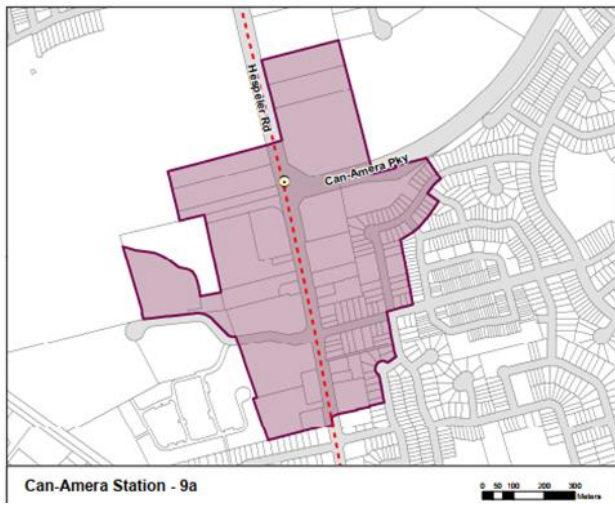 Hespeler Rd
Can-Amera Pky
Can-Amera Station - 9a
0 50 100 200 300
Meters